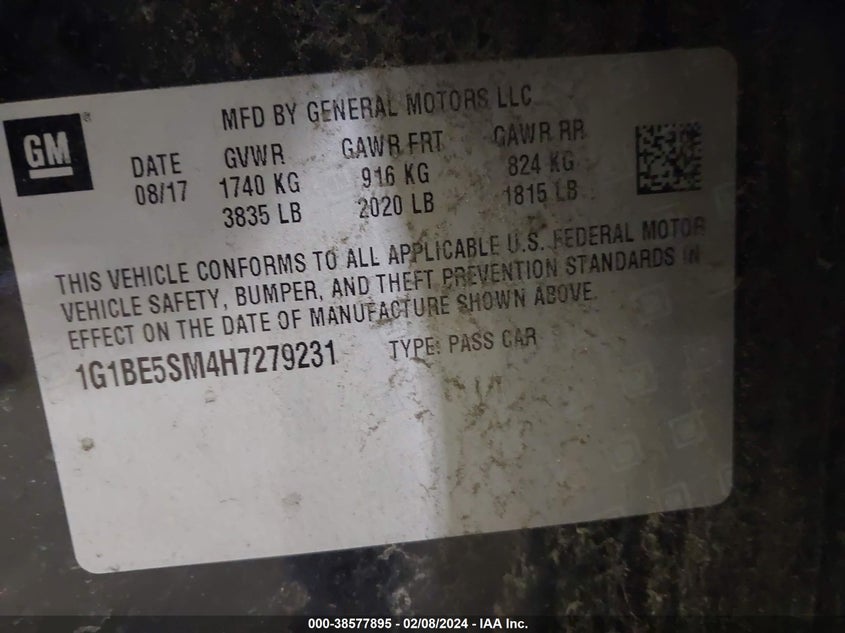 GM
®
MFD BY GENERAL MOTORS LLC
DATE GVWR GAWR FRT GAWR RR
08/17 1740 KG 916 KG 824 KG
3835 LB 2020 LB 1815 LB
THIS VEHICLE CONFORMS TO ALL APPLICABLE U.S. FEDERAL MOTOR
VEHICLE SAFETY, BUMPER, AND THEFT PREVENTION STANDARDS IN
EFFECT ON THE DATE OF MANUFACTURE SHOWN ABOVE.
1G1BE5SM4H7279231 TYPE: PASS CAR
000-38577895 - 02/08/2024 - IAA Inc.